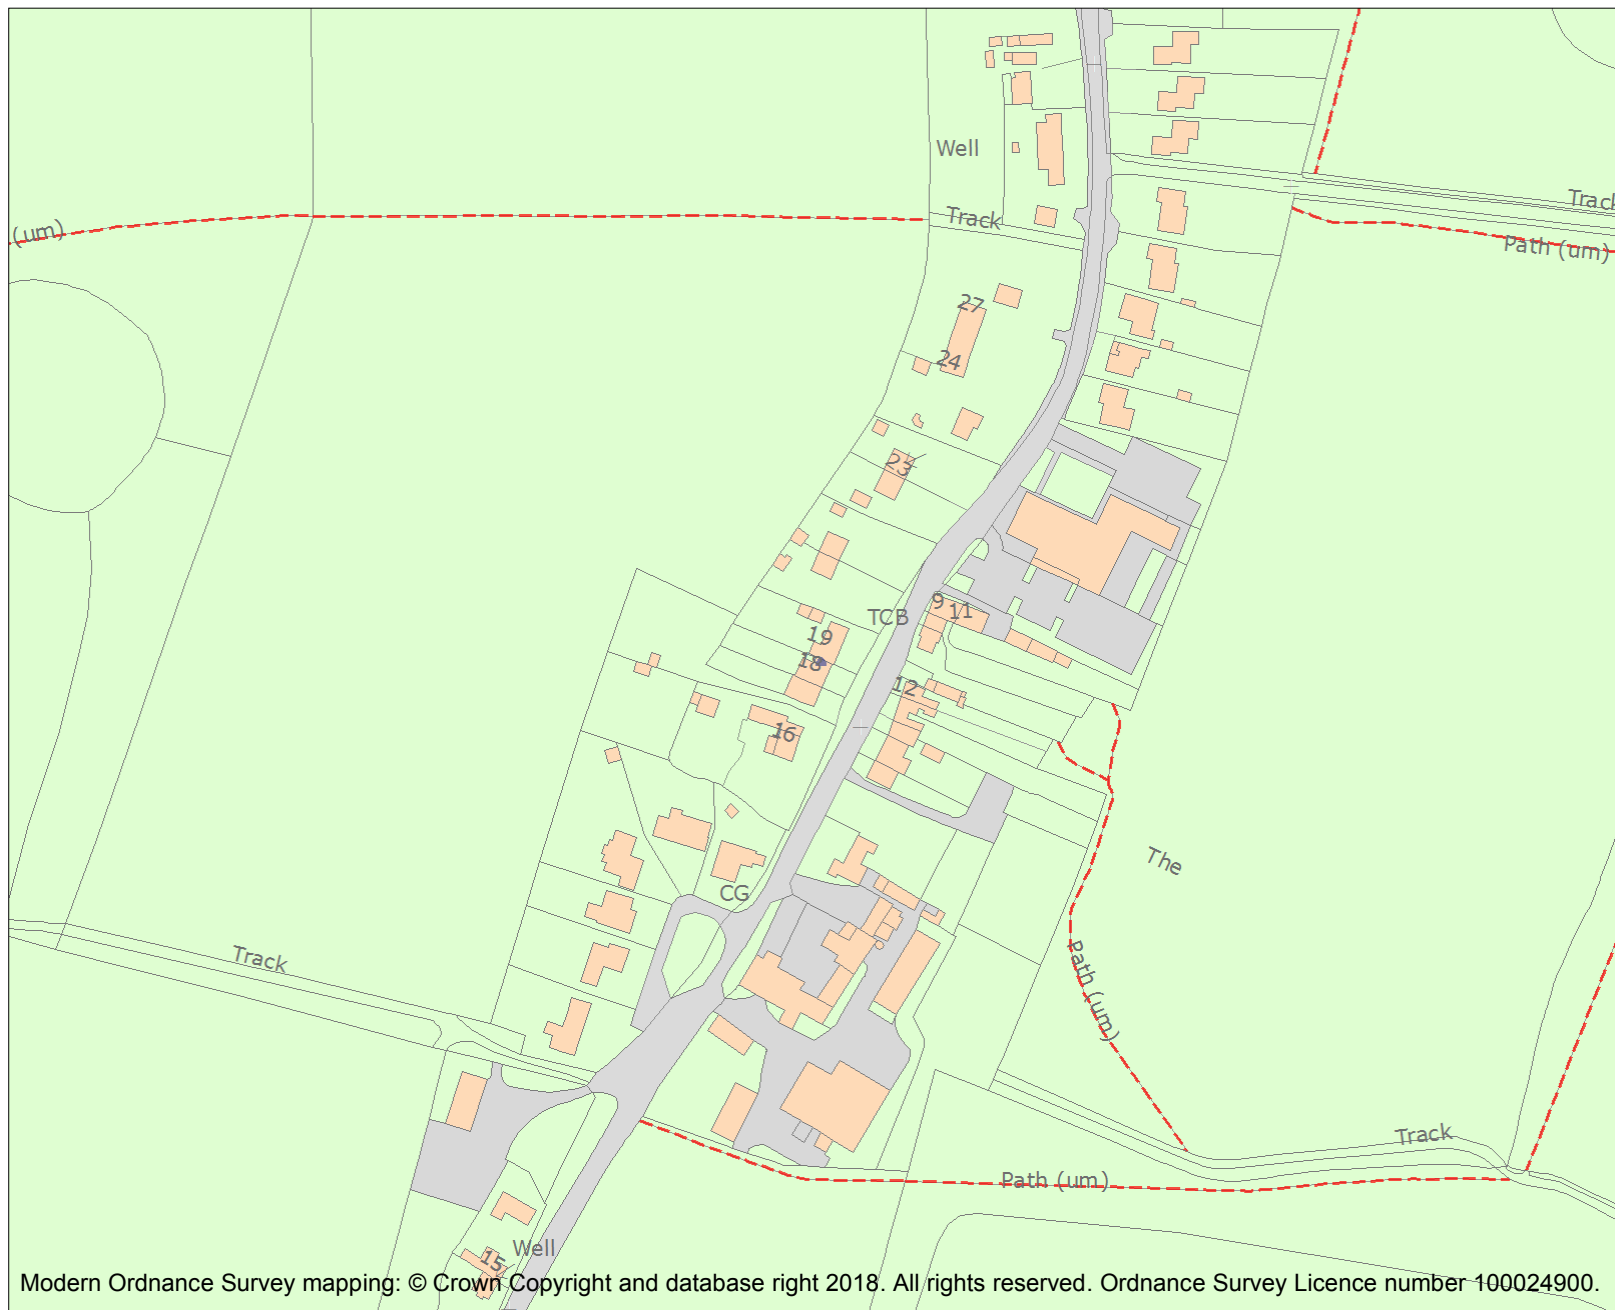 Well
Track
Track
(um)
Path (um)
27
24
23
TCB
9
11
19
18
12
16
The
CG
Track
Path (um)
Track
Path (um)
Well
15
Modern Ordnance Survey mapping: © Crown Copyright and database right 2018. All rights reserved. Ordnance Survey Licence number 100024900.